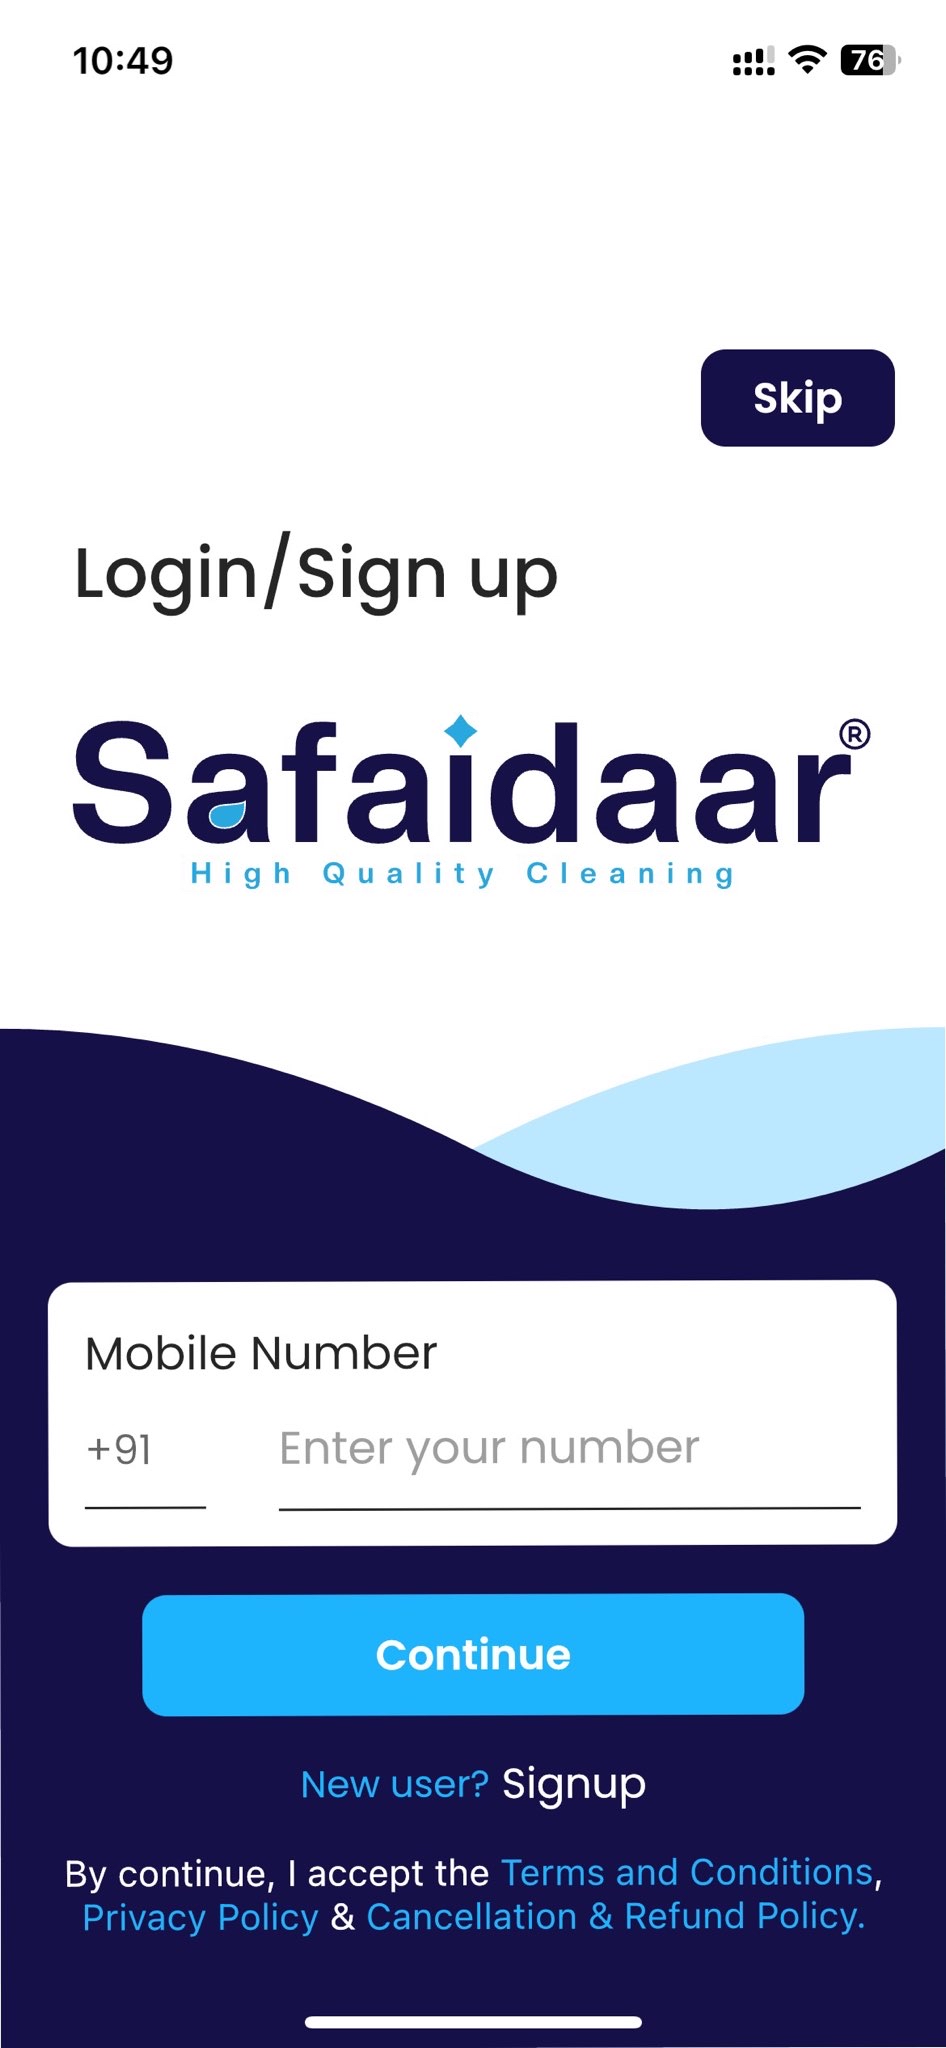 10:49
76
Skip
Login/Sign up
Safaidaar®
High Quality Cleaning
Mobile Number
+91 Enter your number
Continue
New user? Signup
By continue, I accept the Terms and Conditions,
Privacy Policy & Cancellation & Refund Policy.